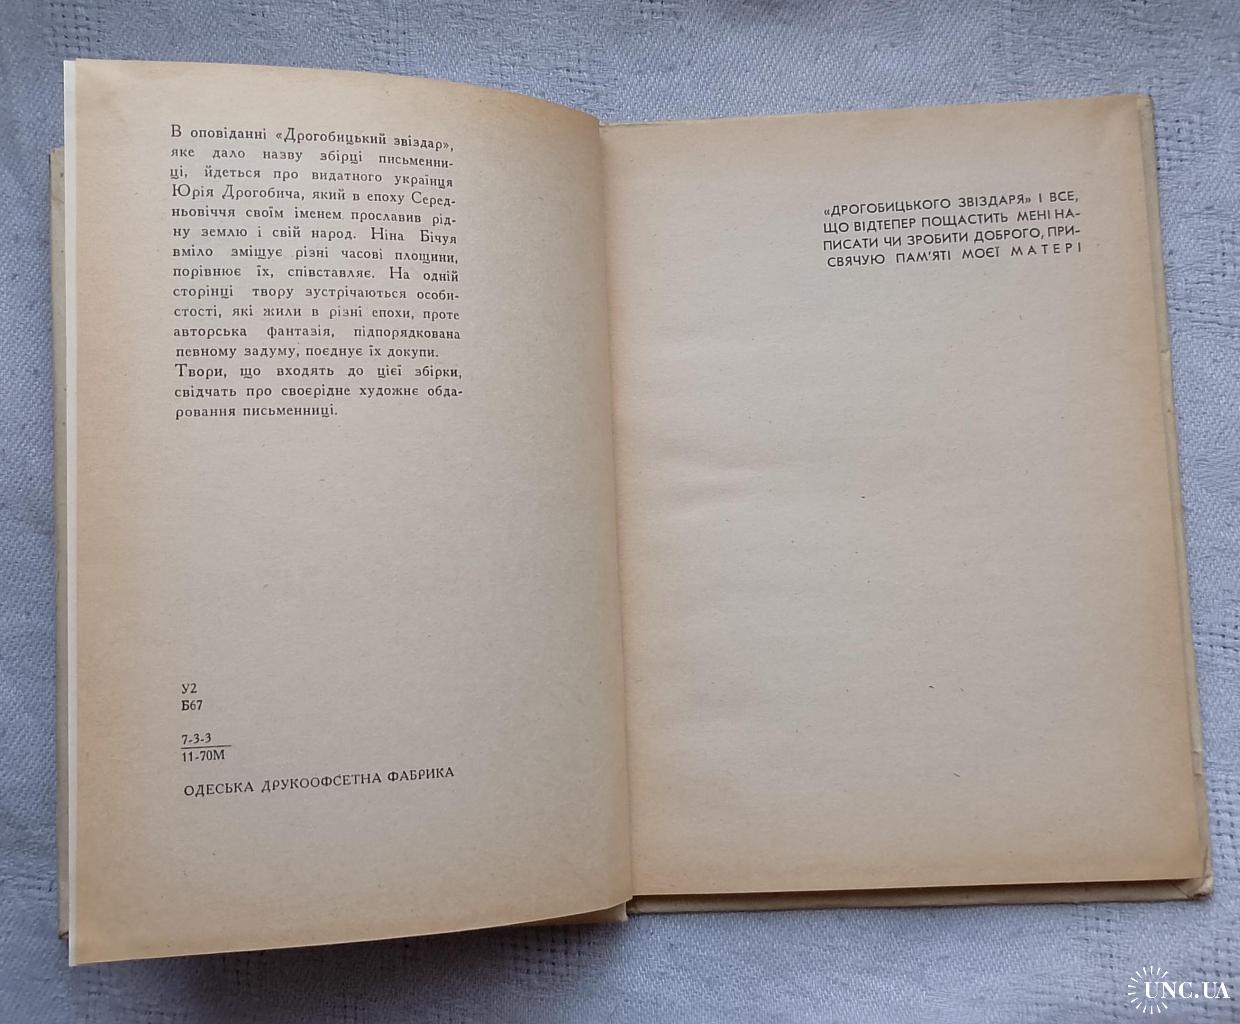 В оповіданні «Дрогобицький звіздар»,
яке дало назву збірці письменни-
ці, йдеться про видатного українця
Юрія Дрогобича, який в епоху Серед-
ньовіччя своїм іменем прославив рід-
ну землю і свій народ. Ніна Бічуя
вміло зміщує різні часові площини,
порівнює їх, співставляє. На одній
сторінці твору зустрічаються особи-
стості, які жили в різні епохи, проте
авторська фантазія, підпорядкована
певному задуму, поєднує їх докупи.
Твори, що входять до цієї збірки,
свідчать про своєрідне художнє обда-
ровання письменниці.
У2
Б67
7-3-3
11-70М
ОДЕСЬКА ДРУКООФСЕТНА ФАБРИКА
«ДРОГОБИЦЬКОГО ЗВІЗДАРЯ» І ВСЕ,
ЩО ВІДТЕПЕР ПОЩАСТИТЬ МЕНІ НА-
ПИСАТИ ЧИ ЗРОБИТИ ДОБРОГО, ПРИ-
СВЯЧУЮ ПАМ'ЯТІ МОЄЇ МАТЕРІ
UNC.UA